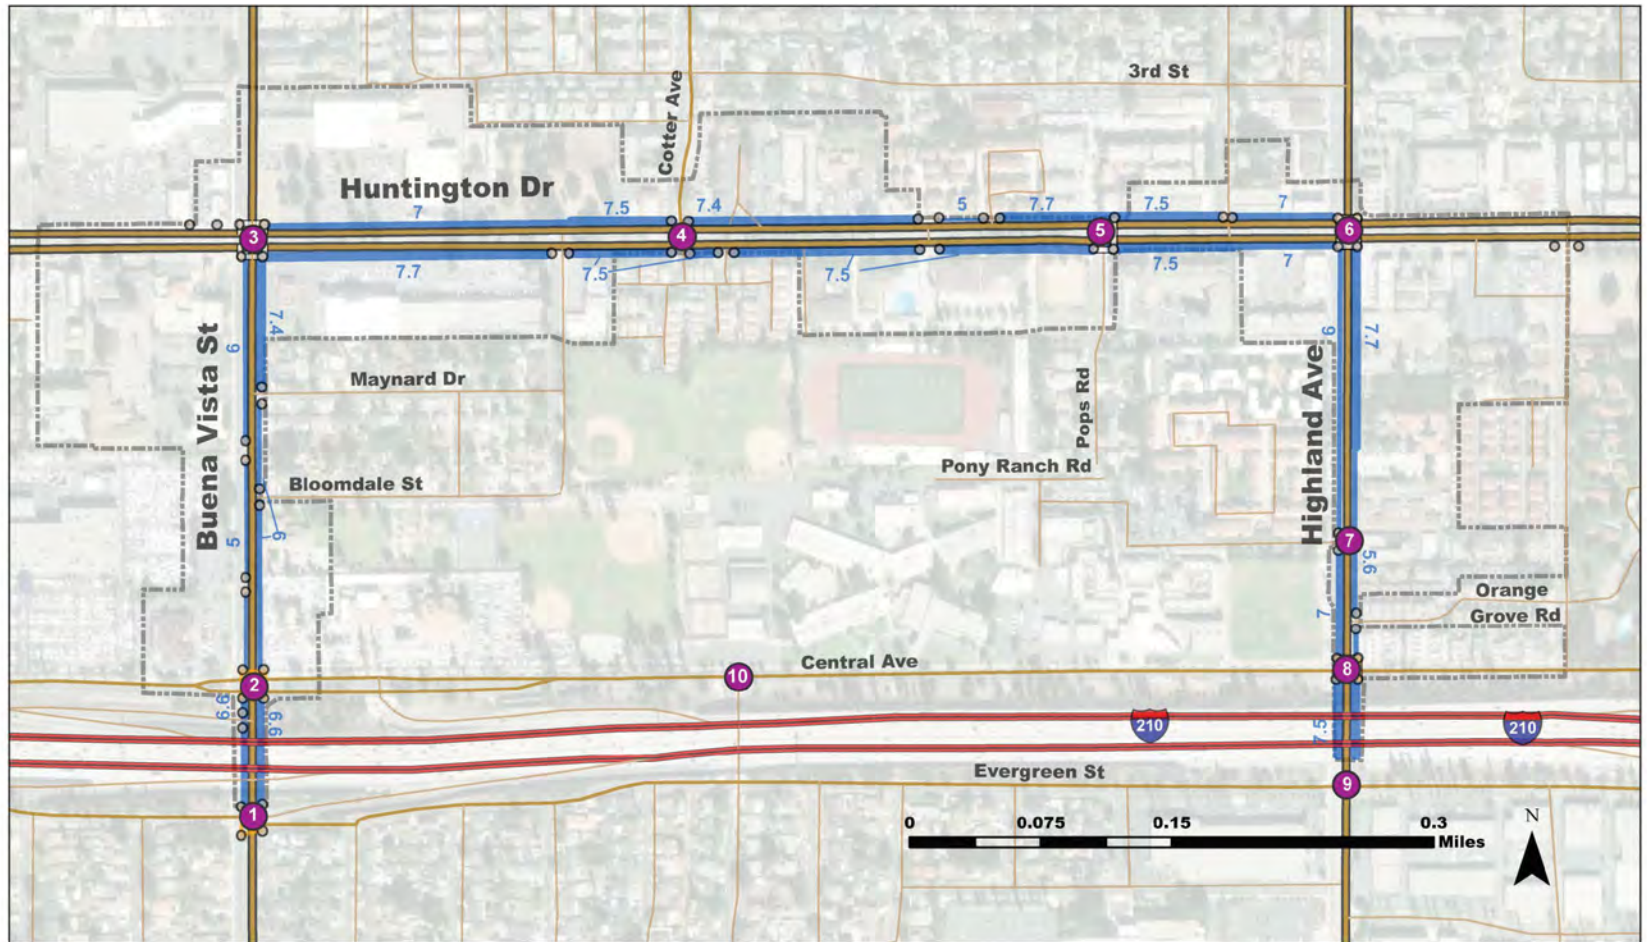 3rd St
Cotter Ave
Huntington Dr
7
7.5
7.4
5
7.7
7.5
7
3
4
5
6
7.7
7.5
7.5
7.5
7
7.4
9
Buena Vista St
Maynard Dr
Bloomdale St
5
6
9
7.7
Highland Ave
Pops Rd
Pony Ranch Rd
7
5.6
7
Orange
Grove Rd
Central Ave
2
10
8
6.6
6.6
7.5
210
210
Evergreen St
1
9
0
0.075
0.15
0.3
Miles
N